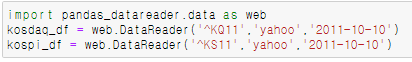 import pandas_datareader.data as web
kosdaq_df = web.DataReader('^KQ11','yahoo','2011-10-10')
kospi_df = web.DataReader('^KS11','yahoo','2011-10-10')